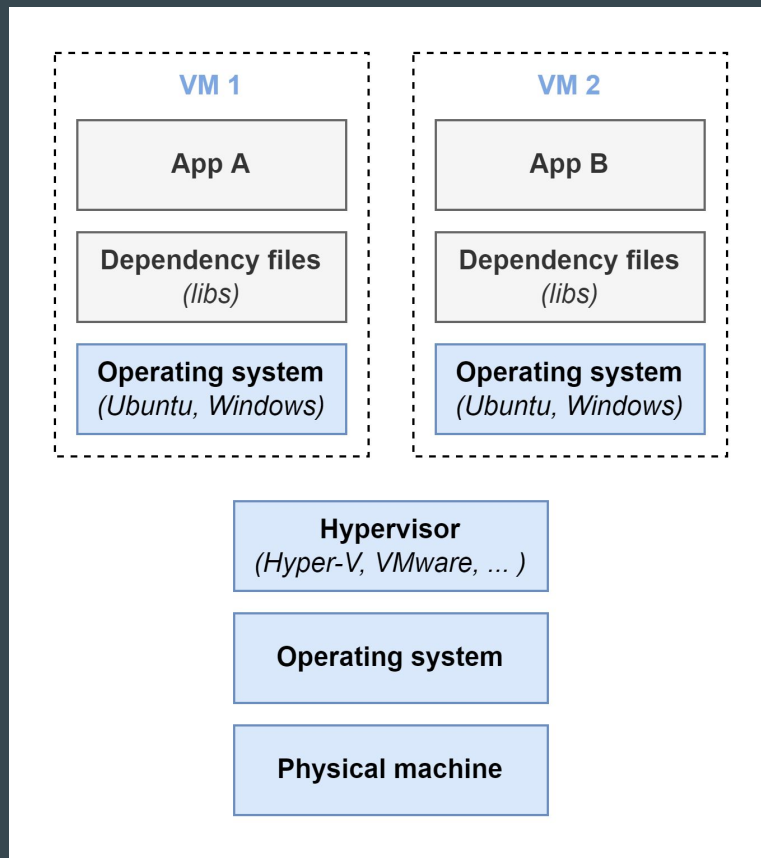 VM 1
App A
Dependency files
(libs)
Operating system
(Ubuntu, Windows)
VM 2
App B
Dependency files
(libs)
Operating system
(Ubuntu, Windows)
Hypervisor
(Hyper-V, VMware, ... )
Operating system
Physical machine